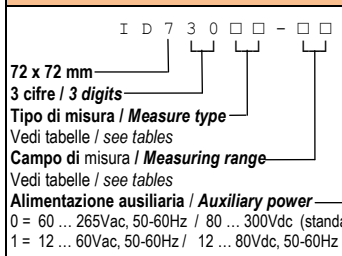 I D 7 3 0 □ □ - □ □
72 x 72 mm
3 cifre / 3 digits
Tipo di misura / Measure type
Vedi tabelle / see tables
Campo di misura / Measuring range
Vedi tabelle / see tables
Alimentazione ausiliaria / Auxiliary power
0 = 60 ... 265Vac, 50-60Hz / 80 ... 300Vdc (standa
1 = 12 ... 60Vac, 50-60Hz / 12 ... 80Vdc, 50-60Hz